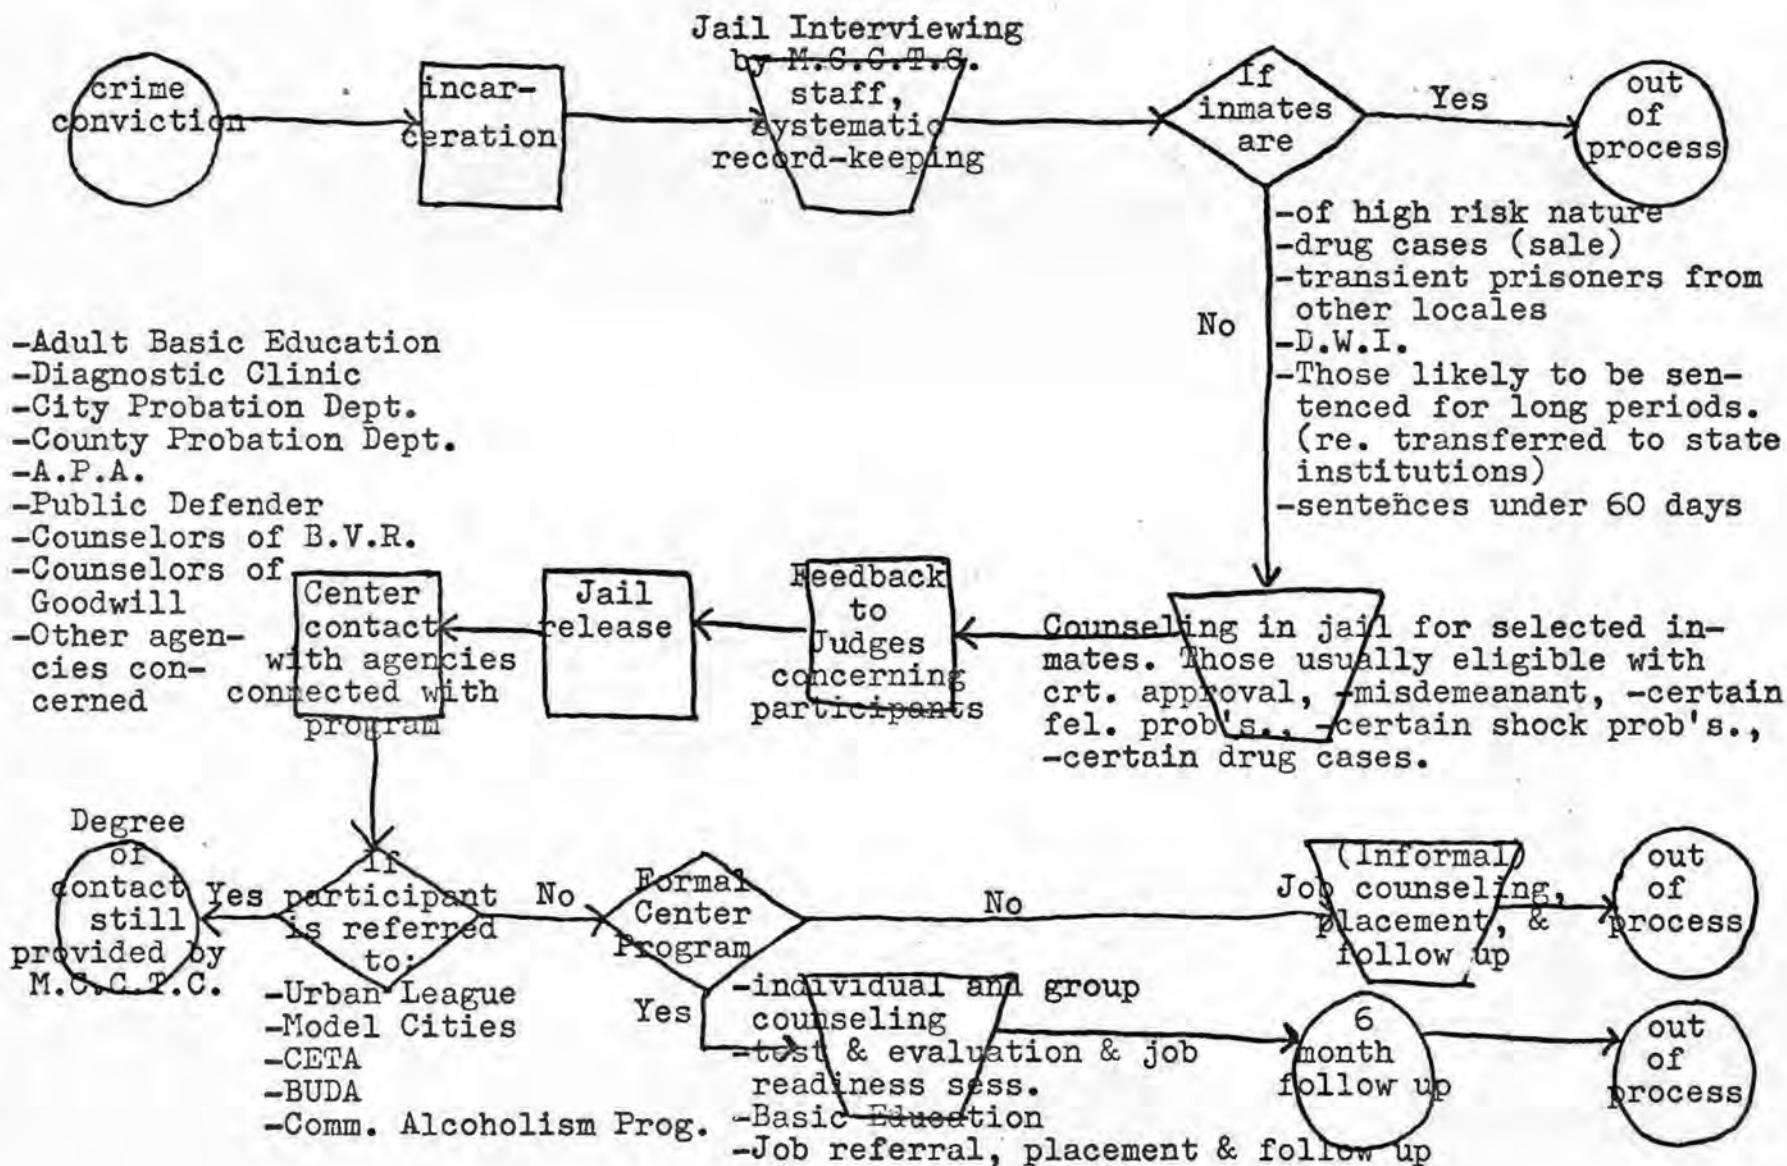 crime
conviction
incar-
ceration
Jail Interviewing
by M.C.C.T.C.
staff,
systematic
record-keeping
If
inmates
are
Yes
out
of
process
-of high risk nature
-drug cases (sale)
-transient prisoners from
other locales
-D.W.I.
-Those likely to be sen-
tenced for long periods.
(re. transferred to state
institutions)
-sentences under 60 days
No
Counseling in jail for selected in-
mates. Those usually eligible with
crt. approval, -misdemeanant, -certain
fel. prob's., -certain shock prob's.,
-certain drug cases.
Feedback
to
Judges
concerning
participants
Jail
release
Center
contact
with agencies
connected with
program
-Adult Basic Education
-Diagnostic Clinic
-City Probation Dept.
-County Probation Dept.
-A.P.A.
-Public Defender
-Counselors of B.V.R.
-Counselors of
Goodwill
-Other agen-
cies con-
cerned
If
participant
is referred
to:
-Urban League
-Model Cities
-CETA
-BUDA
-Comm. Alcoholism Prog.
Yes
Degree
of
contact
still
provided by
M.C.C.T.C.
No
Formal
Center
Program
No
(Informal)
Job counseling,
placement, &
follow up
out
of
process
Yes
-individual and group
counseling
-test & evaluation & job
readiness sess.
-Basic Education
-Job referral, placement & follow up
6
month
follow up
out
of
process